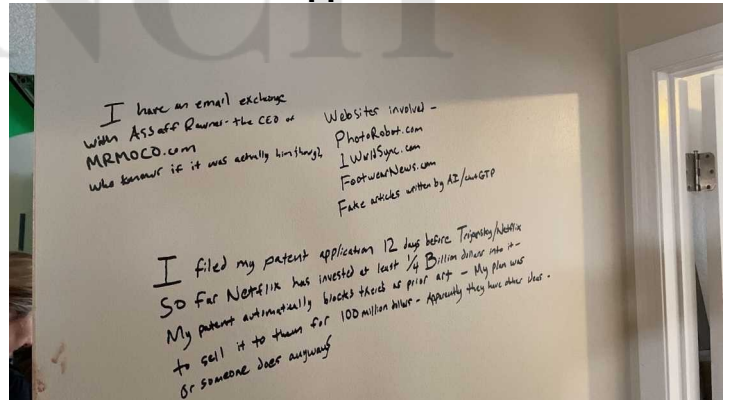 I have an email exchange
with Assaff Rawner - the CEO of
MRMOCO.com
who knows if it was actually him though
Websites involved -
PhotoRobot.com
IWorldSync.com
FootwearNews.com
Fake articles written by AI/chatGTP
I filed my patent application 12 days before Tripansky/Netflix
So far Netflix has invested at least 1/4 Billion dollars into it -
My patent automatically blocks theirs as prior art - My plan was
to sell it to them for 100 million dollars - Apparently they have other ideas -
or someone does anyways